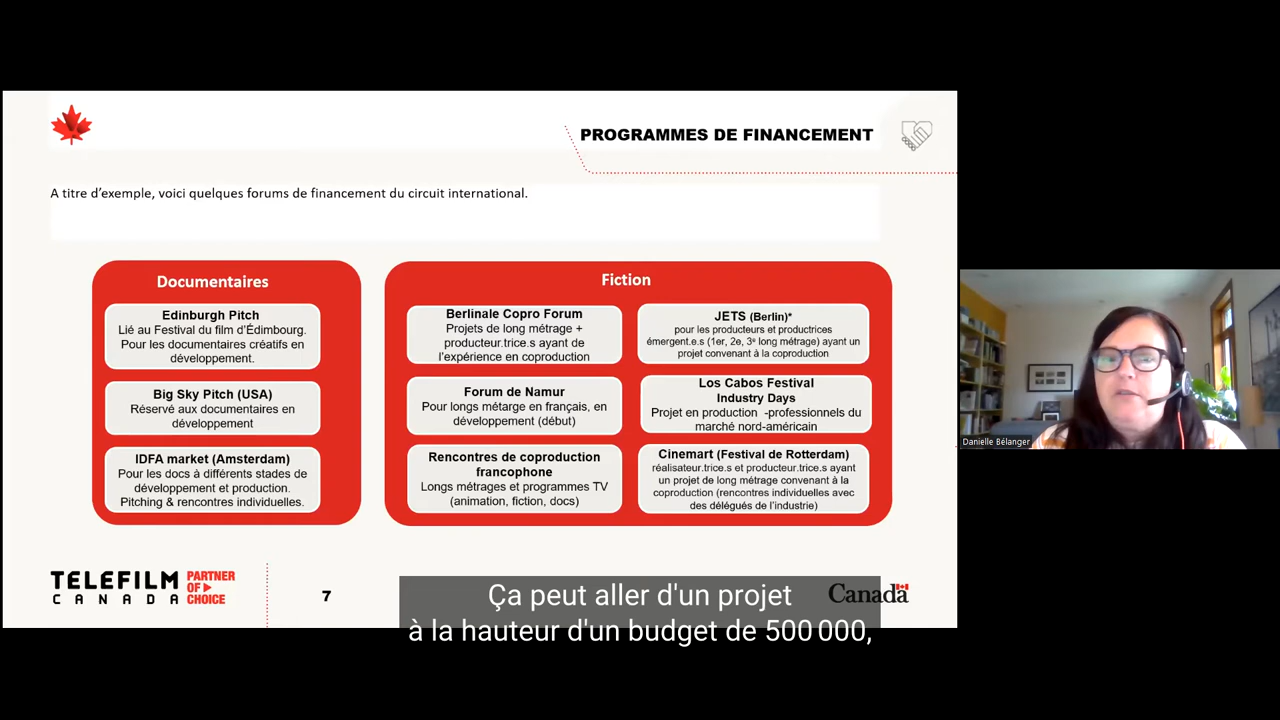 PROGRAMMES DE FINANCEMENT
A titre d'exemple, voici quelques forums de financement du circuit international.
Documentaires
Edinburgh Pitch
Lié au Festival du film d'Édimbourg.
Pour les documentaires créatifs en
développement.
Big Sky Pitch (USA)
Réservé aux documentaires en
développement
IDFA market (Amsterdam)
Pour les docs à différents stades de
développement et production.
Pitching & rencontres individuelles.
Fiction
Berlinale Copro Forum
Projets de long métrage +
producteur.trice.s ayant de
l'expérience en coproduction
Forum de Namur
Pour longs métarge en français, en
développement (début)
Rencontres de coproduction
francophone
Longs métrages et programmes TV
(animation, fiction, docs)
JETS (Berlin)*
pour les producteurs et productrices
émergent.e.s (1er, 2e, 3ᵉ long métrage) ayant un
projet convenant à la coproduction
Los Cabos Festival
Industry Days
Projet en production -professionnels du
marché nord-américain
Cinemart (Festival de Rotterdam)
réalisateur.trice.s et producteur.trice.s ayant
un projet de long métrage convenant à la
coproduction (rencontres individuelles avec
des délégués de l'industrie)
Danielle Bélanger
TELEFILM
CANADA
PARTNER
OF
CHOICE
7
Canada
Ça peut aller d'un projet
à la hauteur d'un budget de 500 000,